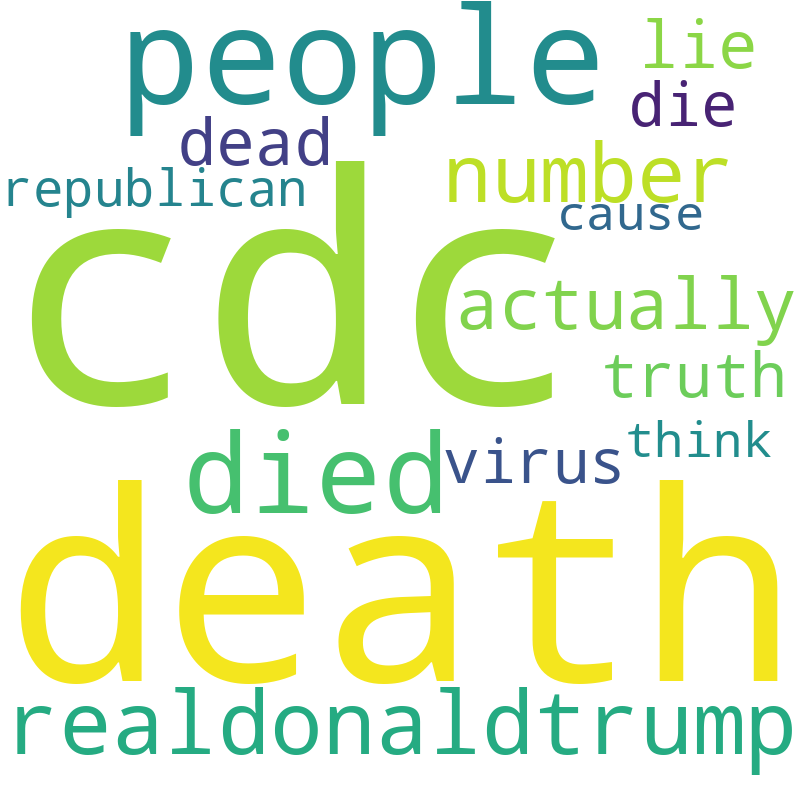 people
lie
die
dead
number
republican
cause
cdc
actually
truth
think
died
virus
death
realdonaldtrump